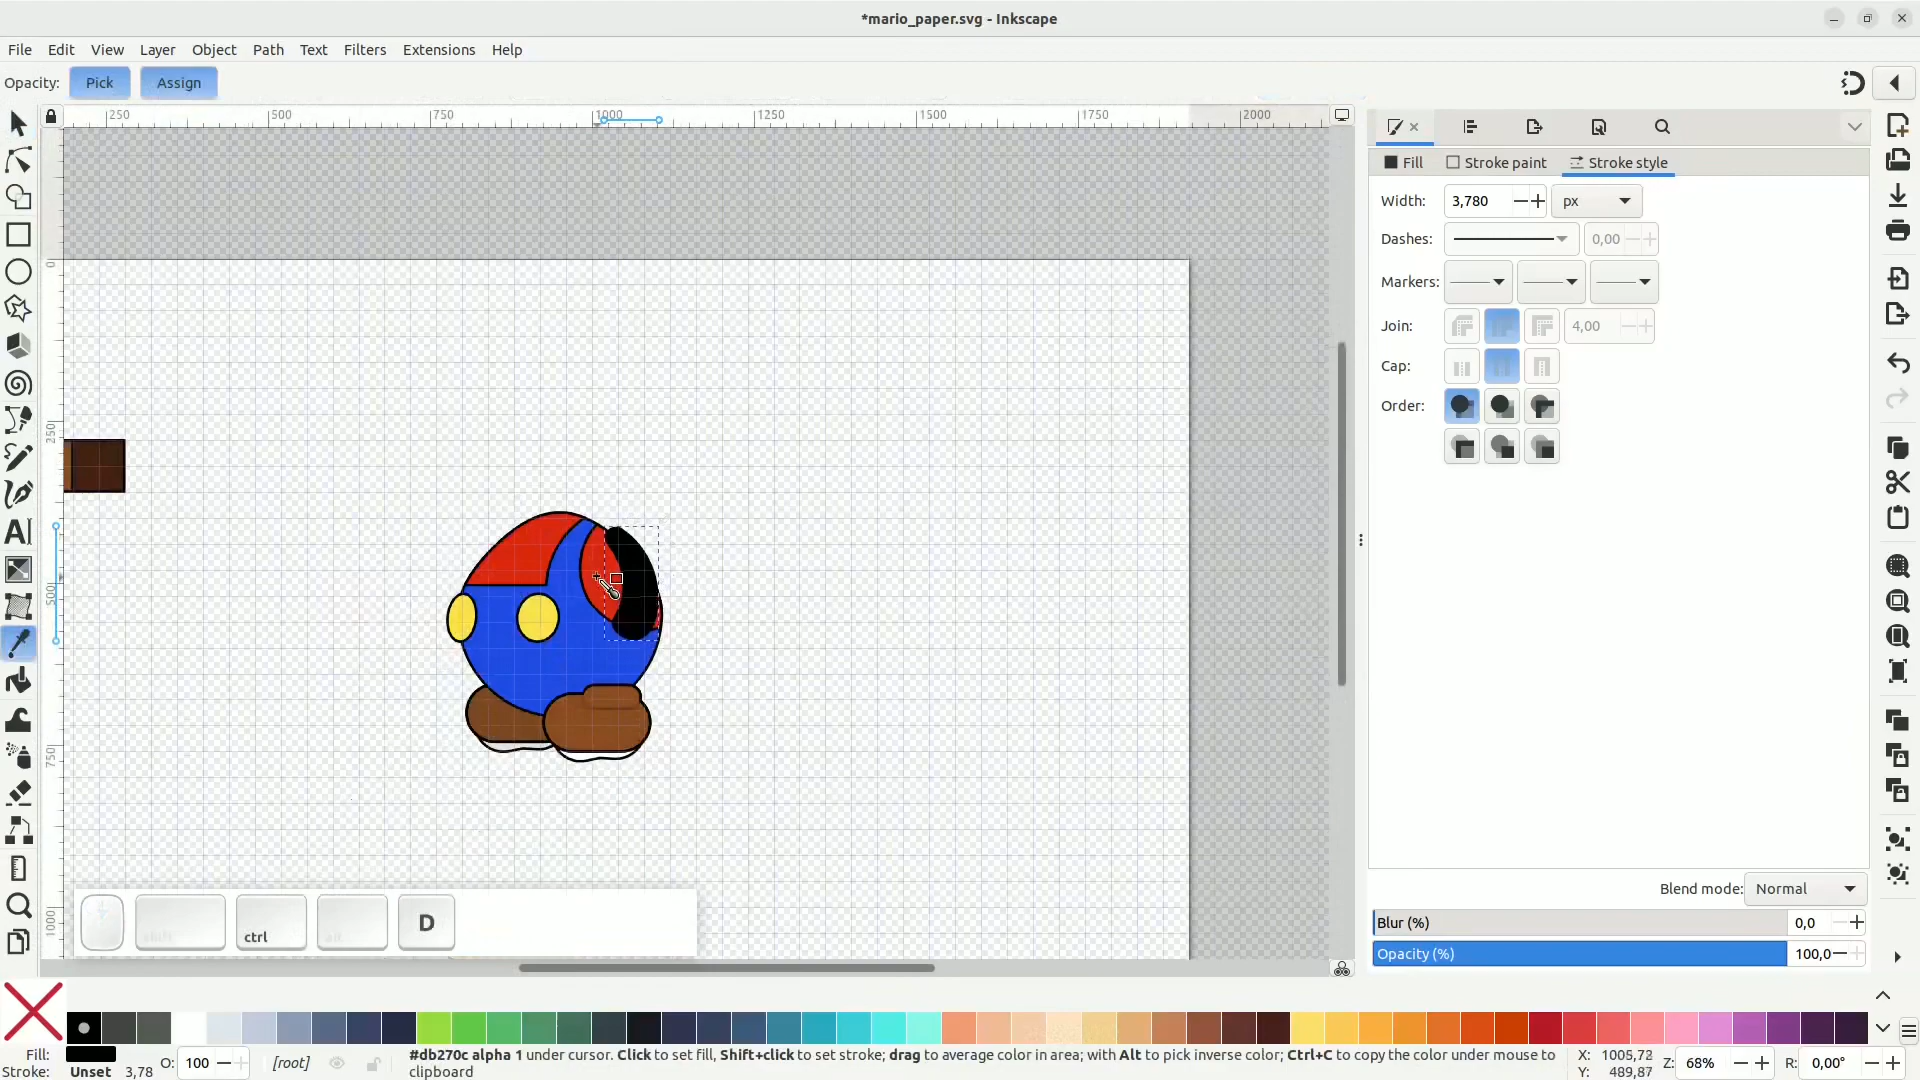 *mario_paper.svg - Inkscape
File Edit View Layer Object Path Text Filters Extensions Help
Opacity: Pick Assign
250 500 750 1000 1250 1500 1750 2000
Fill Stroke paint Stroke style
Width: 3,780 px
Dashes: 0,00
Markers:
Join: 4,00
Cap:
Order:
0
250
500
750
1000
ctrl D
Blend mode: Normal
Blur (%) 0,0
Opacity (%) 100,0
Fill: O: 100 [root] #db270c alpha 1 under cursor. Click to set fill, Shift+click to set stroke; drag to average color in area; with Alt to pick inverse color; Ctrl+C to copy the color under mouse to
Stroke: Unset 3,78 clipboard
X: 1005,72 Z: 68% R: 0,00°
Y: 489,87